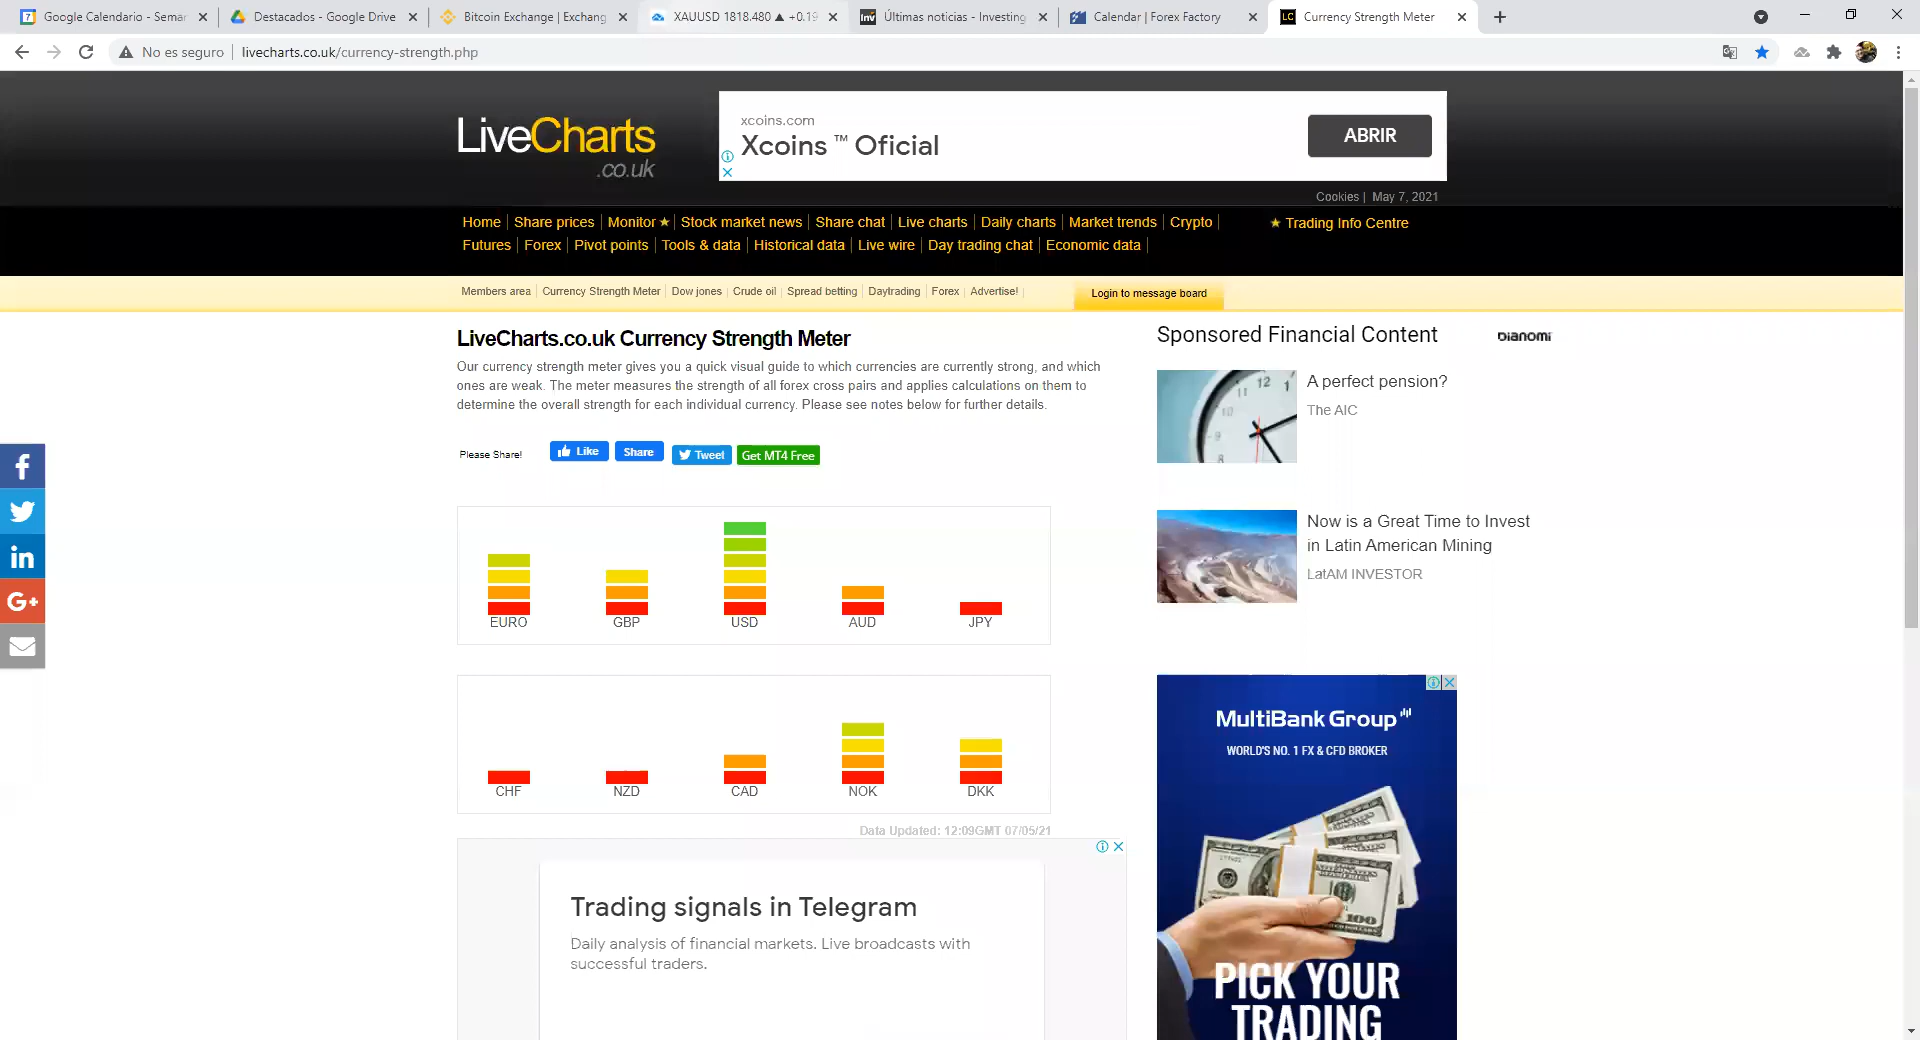 Google Calendario - Semar
Destacados - Google Drive
Bitcoin Exchange | Exchang
XAUUSD 1818.480 ▲ +0.19
Últimas noticias - Investing
Calendar | Forex Factory
Currency Strength Meter
No es seguro
livecharts.co.uk/currency-strength.php
LiveCharts
.co.uk
xcoins.com
Xcoins ™ Oficial
ABRIR
Cookies | May 7, 2021
Home | Share prices | Monitor ★ | Stock market news | Share chat | Live charts | Daily charts | Market trends | Crypto |
★ Trading Info Centre
Futures | Forex | Pivot points | Tools & data | Historical data | Live wire | Day trading chat | Economic data |
Members area | Currency Strength Meter | Dow jones | Crude oil | Spread betting | Daytrading | Forex | Advertise! |
Login to message board
LiveCharts.co.uk Currency Strength Meter
Our currency strength meter gives you a quick visual guide to which currencies are currently strong, and which
ones are weak. The meter measures the strength of all forex cross pairs and applies calculations on them to
determine the overall strength for each individual currency. Please see notes below for further details.
Please Share!
Like
Share
Tweet
Get MT4 Free
EURO GBP USD AUD JPY
CHF NZD CAD NOK DKK
Data Updated: 12:09GMT 07/05/21
Trading signals in Telegram
Daily analysis of financial markets. Live broadcasts with
successful traders.
Sponsored Financial Content
DIANOMI
A perfect pension?
The AIC
Now is a Great Time to Invest
in Latin American Mining
LatAM INVESTOR
MultiBank Group
WORLD'S NO. 1 FX & CFD BROKER
PICK YOUR
TRADING